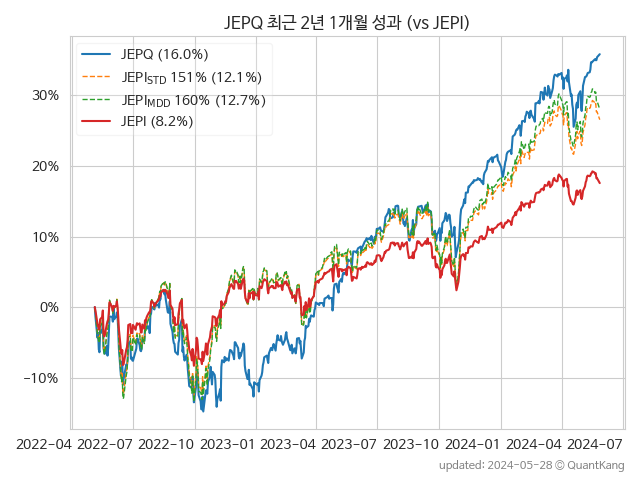 JEPQ 최근 2년 1개월 성과 (vs JEPI)
JEPQ (16.0%)
JEPI_STD 151% (12.1%)
JEPI_MDD 160% (12.7%)
JEPI (8.2%)
30%
20%
10%
0%
−10%
2022−04 2022−07 2022−10 2023−01 2023−04 2023−07 2023−10 2024−01 2024−04 2024−07
updated: 2024-05-28 ⓒ QuantKang